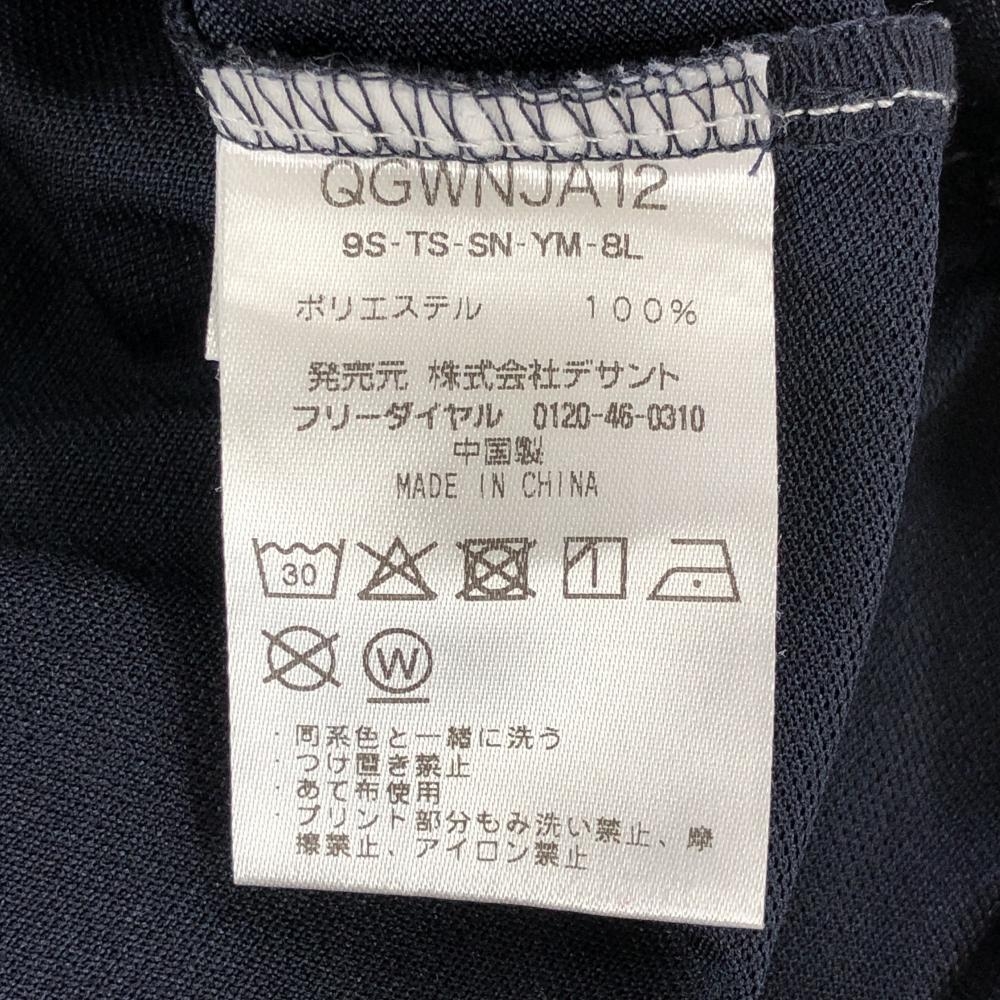 QGWNJA12
9S-TS-SN-YM-8L
ポリエステル 100%
発売元 株式会社デサント
フリーダイヤル 0120-46-0310
中国製
MADE IN CHINA
30
W
・同系色と一緒に洗う
・つけ置き禁止
・あて布使用
・プリント部分もみ洗い禁止、摩
擦禁止、アイロン禁止